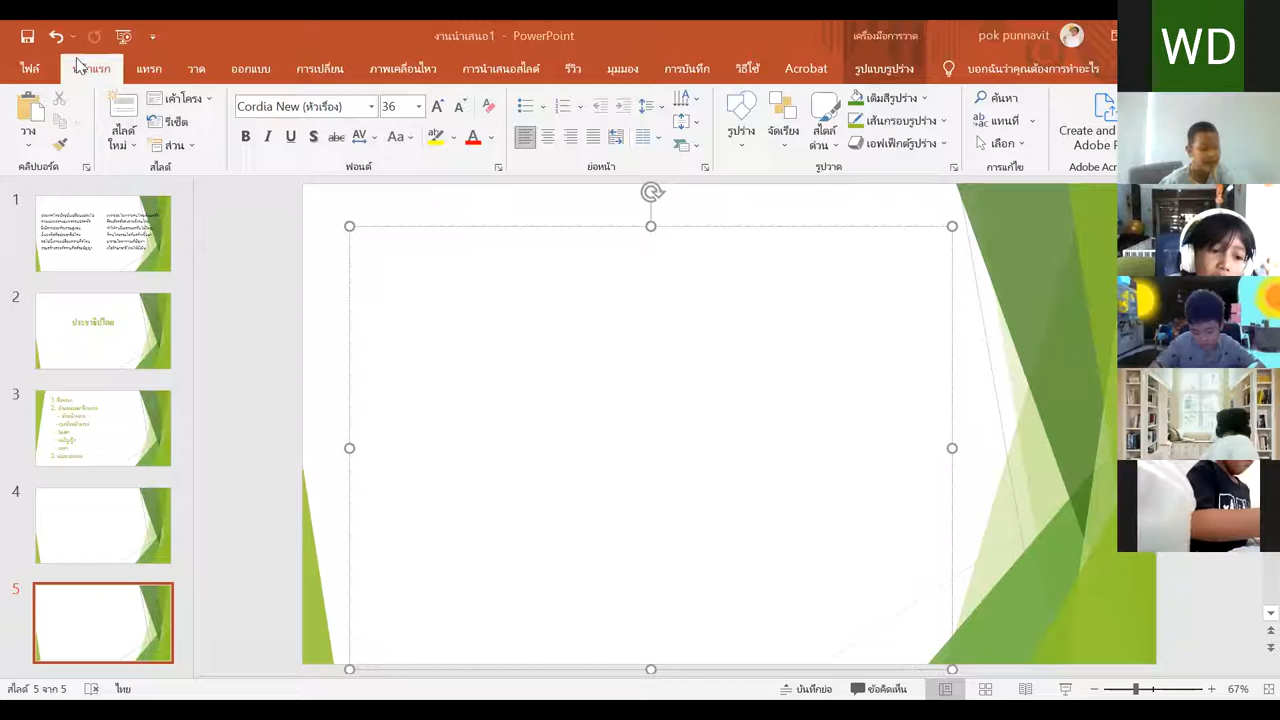 งานนำเสนอ1 - PowerPoint
เครื่องมือการวาด
pok punnavit
WD
ไฟล์
แทรก
วาด
ออกแบบ
การเปลี่ยน
ภาพเคลื่อนไหว
การนำเสนอสไลด์
รีวิว
มุมมอง
การบันทึก
วิธีใช้
Acrobat
รูปแบบรูปร่าง
บอกฉันว่าคุณต้องการทำอะไร
วาง
สไลด์ใหม่
เค้าโครง
รีเซ็ต
ส่วน
Cordia New (หัวเรื่อง)
36
B I U S abc AV Aa A
รูปร่าง
จัดเรียง
สไตล์ด่วน
เติมสีรูปร่าง
เส้นกรอบรูปร่าง
เอฟเฟ็กต์รูปร่าง
ค้นหา
แทนที่
เลือก
Create and
Adobe
คลิปบอร์ด
สไลด์
ฟอนต์
ย่อหน้า
รูปวาด
การแก้ไข
Adobe
1
2
ประชาธิปไตย
3
4
5
สไลด์ 5 จาก 5
ไทย
บันทึกย่อ
ข้อคิดเห็น
67%